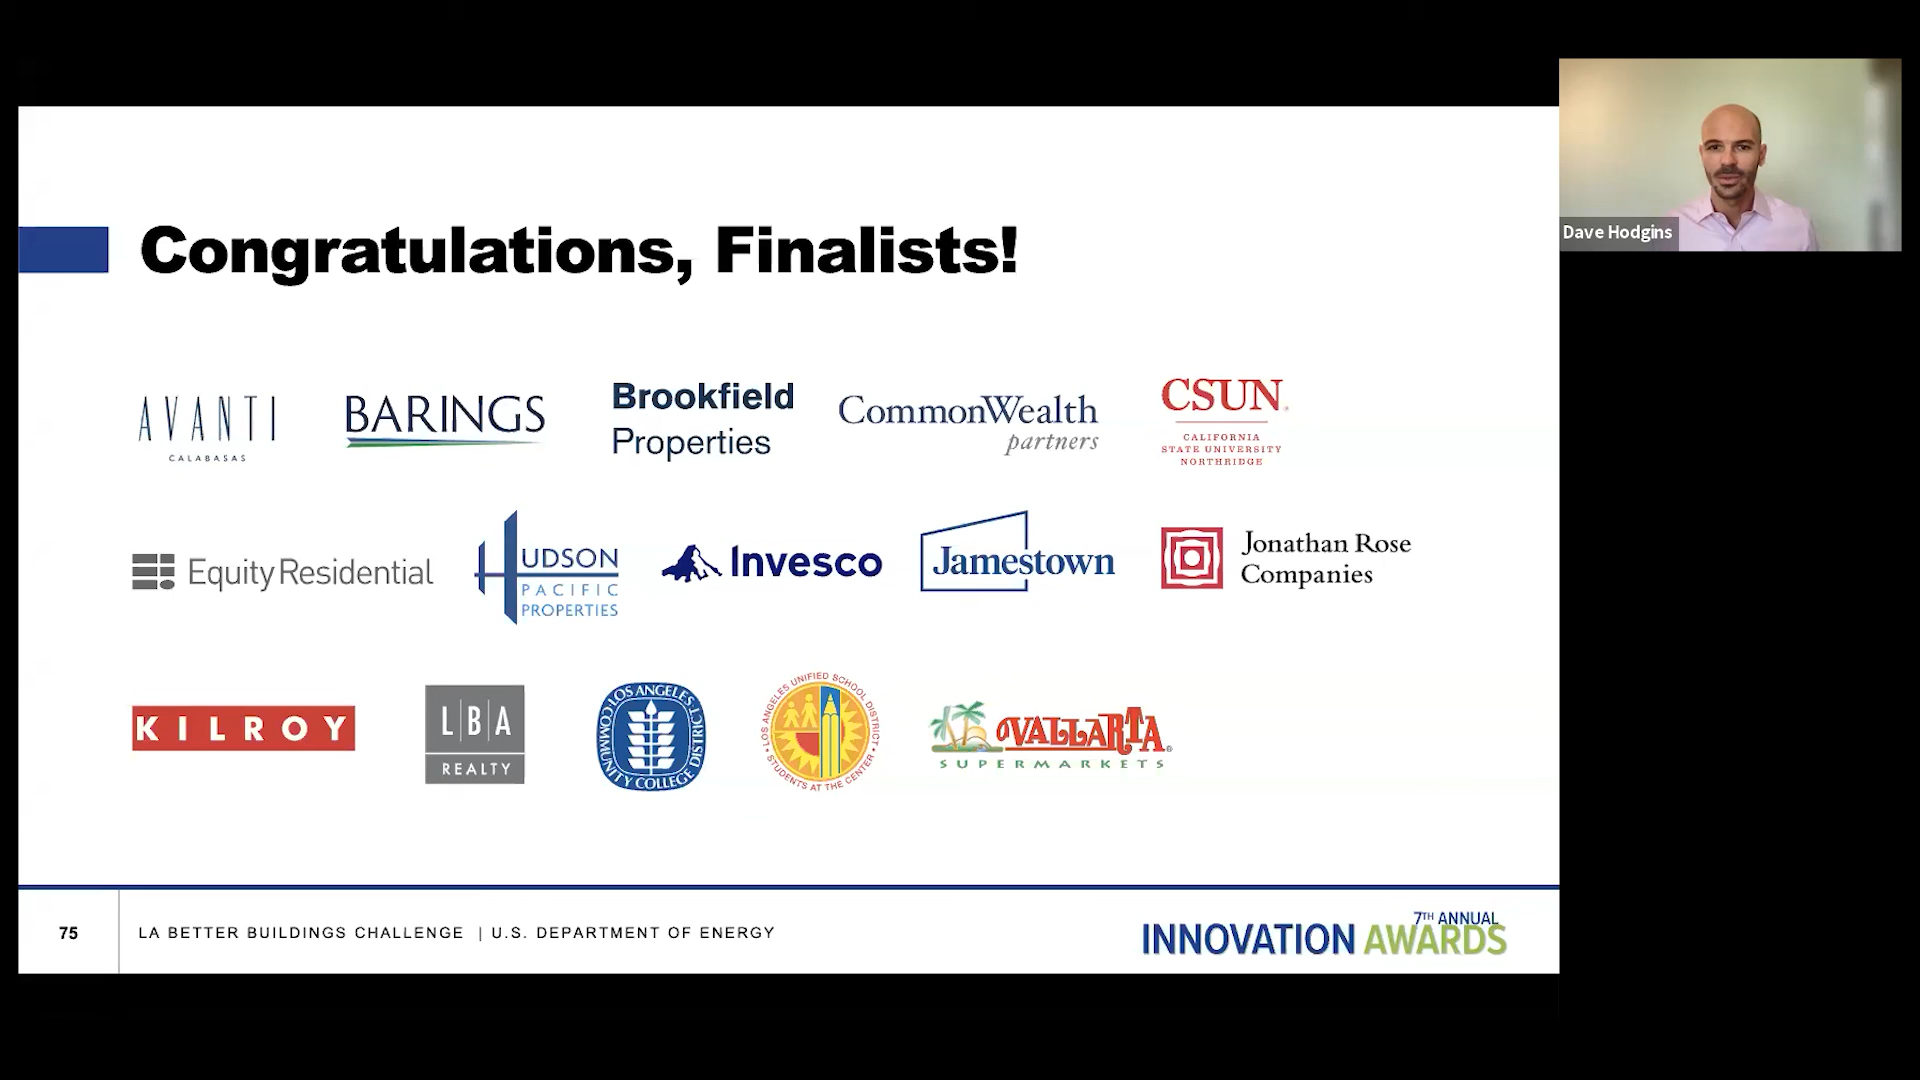 Dave Hodgins
Congratulations, Finalists!
AVANTI
CALABASAS
BARINGS
Brookfield
Properties
CommonWealth
partners
CSUN
CALIFORNIA
STATE UNIVERSITY
NORTHRIDGE
Equity Residential
HUDSON
PACIFIC
PROPERTIES
Invesco
Jamestown
Jonathan Rose
Companies
KILROY
LBA
REALTY
LOS ANGELES
COMMUNITY COLLEGE DISTRICT
LOS ANGELES UNIFIED SCHOOL DISTRICT
STUDENTS AT THE CENTER
VALLARTA
SUPERMARKETS
75
LA BETTER BUILDINGS CHALLENGE | U.S. DEPARTMENT OF ENERGY
7TH ANNUAL
INNOVATION AWARDS